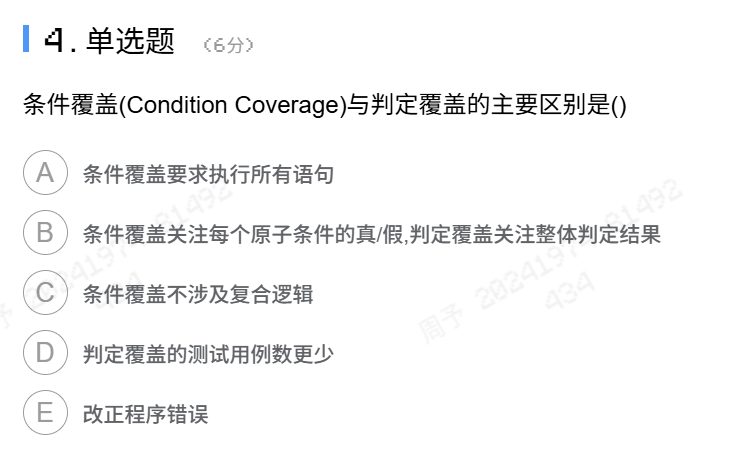 4. 单选题 (6分)
条件覆盖(Condition Coverage)与判定覆盖的主要区别是()
A 条件覆盖要求执行所有语句
B 条件覆盖关注每个原子条件的真/假,判定覆盖关注整体判定结果
C 条件覆盖不涉及复合逻辑
D 判定覆盖的测试用例数更少
E 改正程序错误